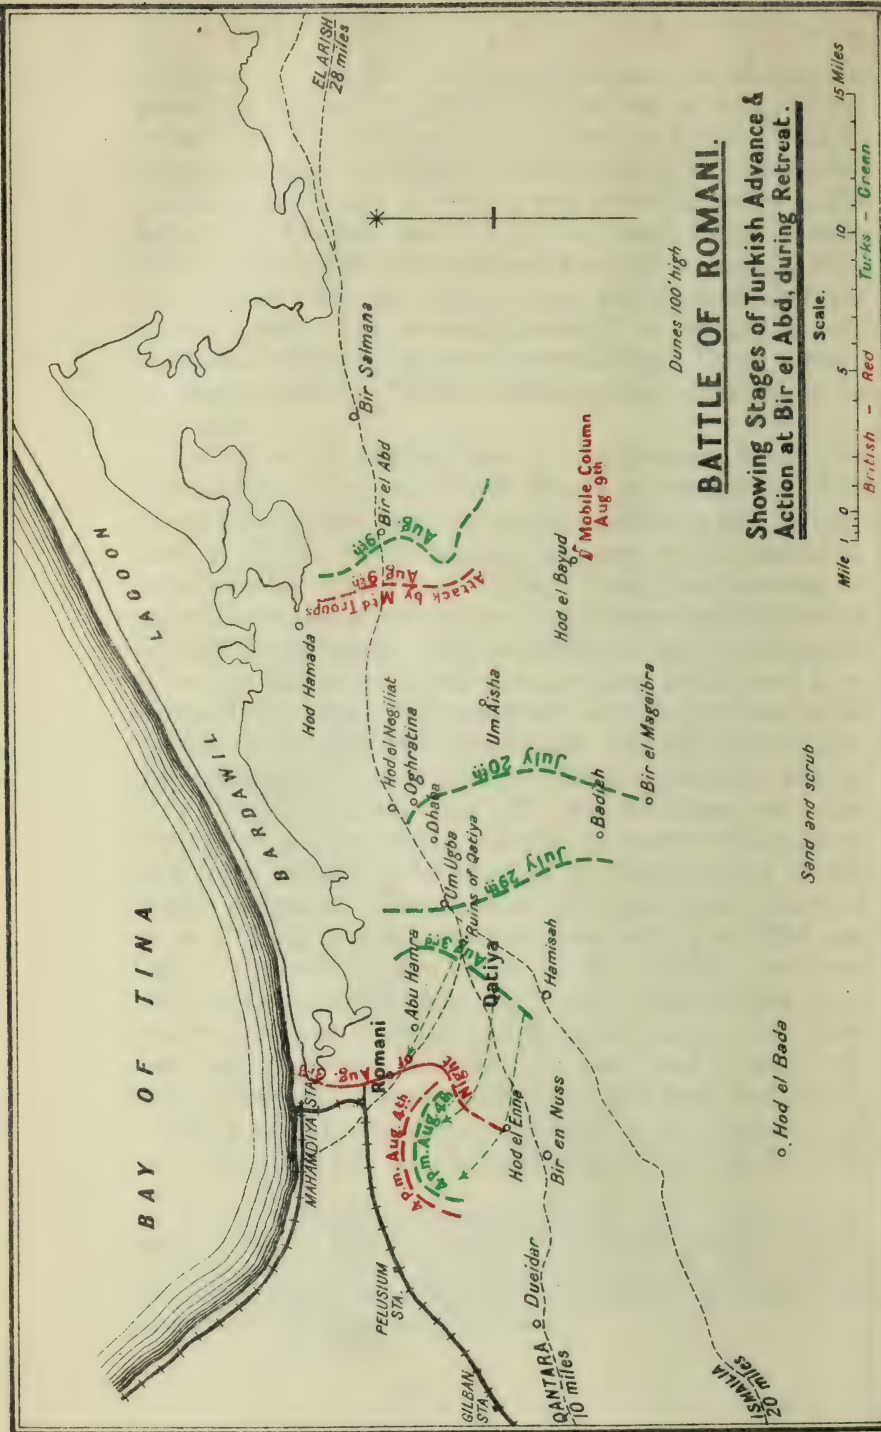 BATTLE OF ROMANI.
Showing Stages of Turkish Advance &
Action at Bir el Abd, during Retreat.
Scale.
Mile 1 0 5 10 15 Miles
British - Red Turks - Green
BAY OF TINA
BARDAWIL LAGOON
EL ARISH
28 miles
Dunes 100' high
Bir Salmana
Bir el Abd
Aug. 9th
Attack by Mtd Troups
Aug 9th
Hod Hamada
Hod el Bayud
Mobile Column
Aug 9th
Hod el Negiliat
Oghratina
Dhaba
Um Aisha
July 20th
Bir el Magaibra
Badieh
July 29th
Um Ugba
Ruins of Qatiya
Aug 3rd
Qatiya
Abu Hamra
Hamisah
Sand and scrub
Romani
MAHAMDIYA STA.
Night of Aug. 3rd
4 p.m. Aug. 4th
4 p.m. Aug 4th
Hod el Enna
Bir en Nuss
Hod el Bada
PELUSIUM
STA.
GILBAN
STA.
Dueidar
QANTARA
10 miles
ISMAILIA
20 miles